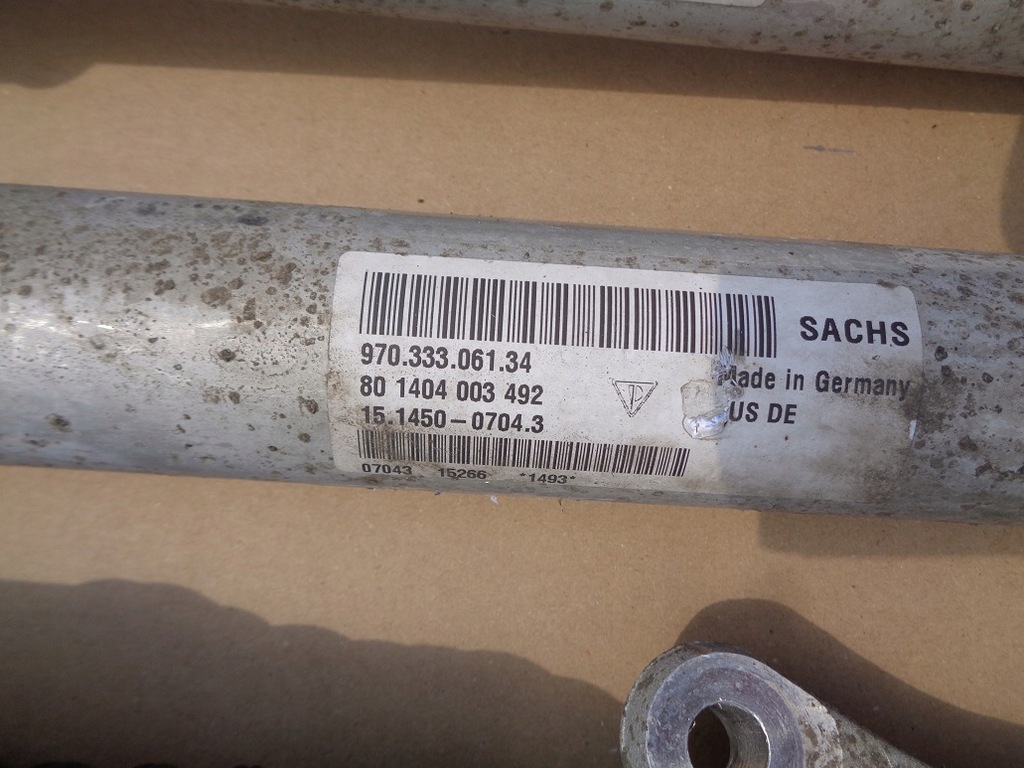 SACHS
970.333.061.34
80 1404 003 492
15.1450-0704.3
Made in Germany
US DE
07043 15266 *1493*